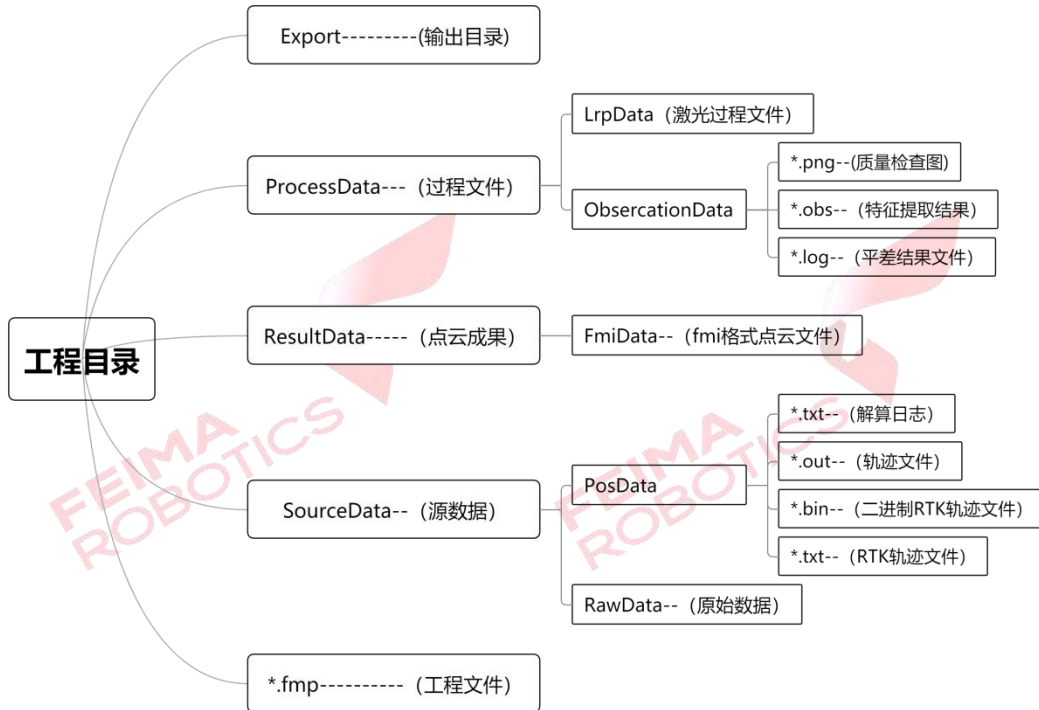 工程目录
Export---------(输出目录)
ProcessData---（过程文件）
LrpData（激光过程文件）
ObsercationData
*.png--(质量检查图)
*.obs--（特征提取结果）
*.log--（平差结果文件）
ResultData-----（点云成果）
FmiData--（fmi格式点云文件）
SourceData--（源数据）
PosData
*.txt--（解算日志）
*.out--（轨迹文件）
*.bin--（二进制RTK轨迹文件）
*.txt--（RTK轨迹文件）
RawData--（原始数据）
*.fmp----------（工程文件）
FEIMA
ROBOTICS
FEIMA
ROBOTICS